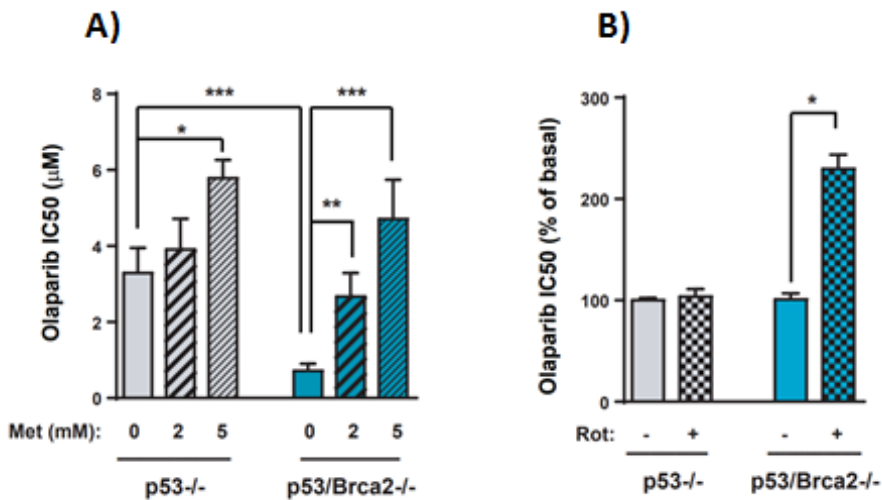 A)
Olaparib IC50 (μM)
8
6
4
2
0
***
*
***
**
Met (mM): 0 2 5 0 2 5
p53-/- p53/Brca2-/-
B)
Olaparib IC50 (% of basal)
300
200
100
0
*
Rot: - + - +
p53-/- p53/Brca2-/-